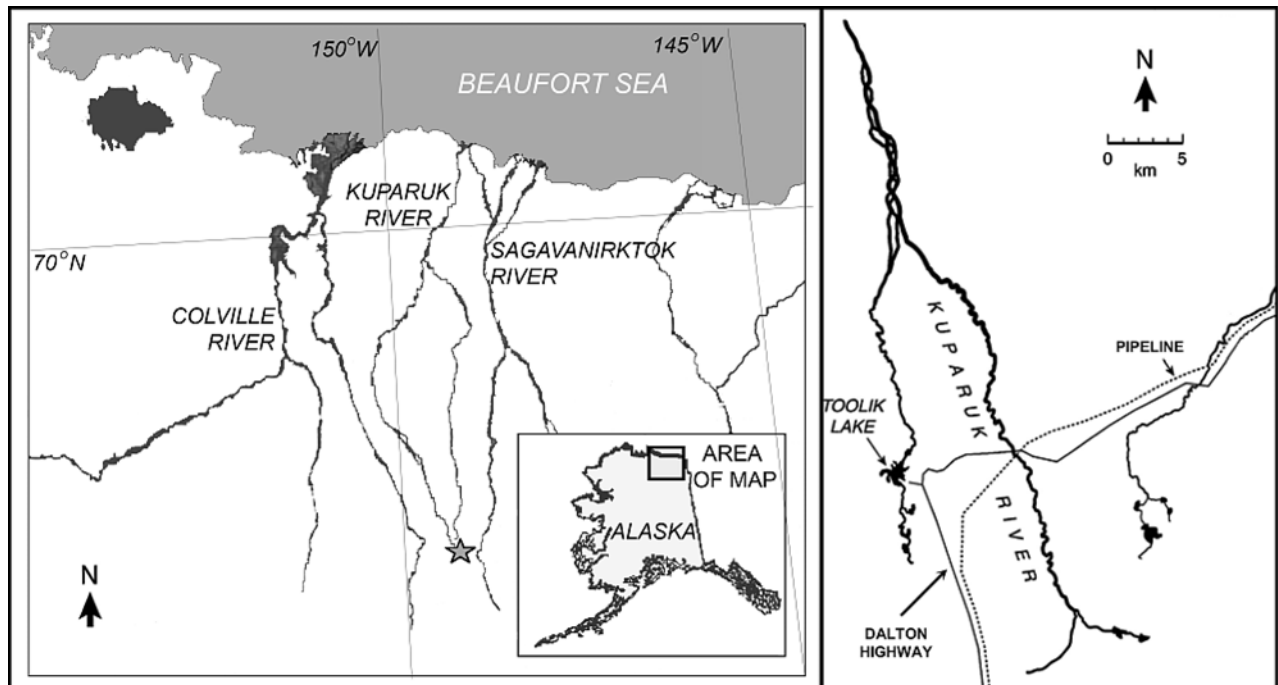 150°W
145°W
BEAUFORT SEA
KUPARUK
RIVER
70°N
SAGAVANIRKTOK
RIVER
COLVILLE
RIVER
AREA
OF MAP
ALASKA
N
N
0 5
km
KUPARUK
RIVER
PIPELINE
TOOLIK
LAKE
DALTON
HIGHWAY